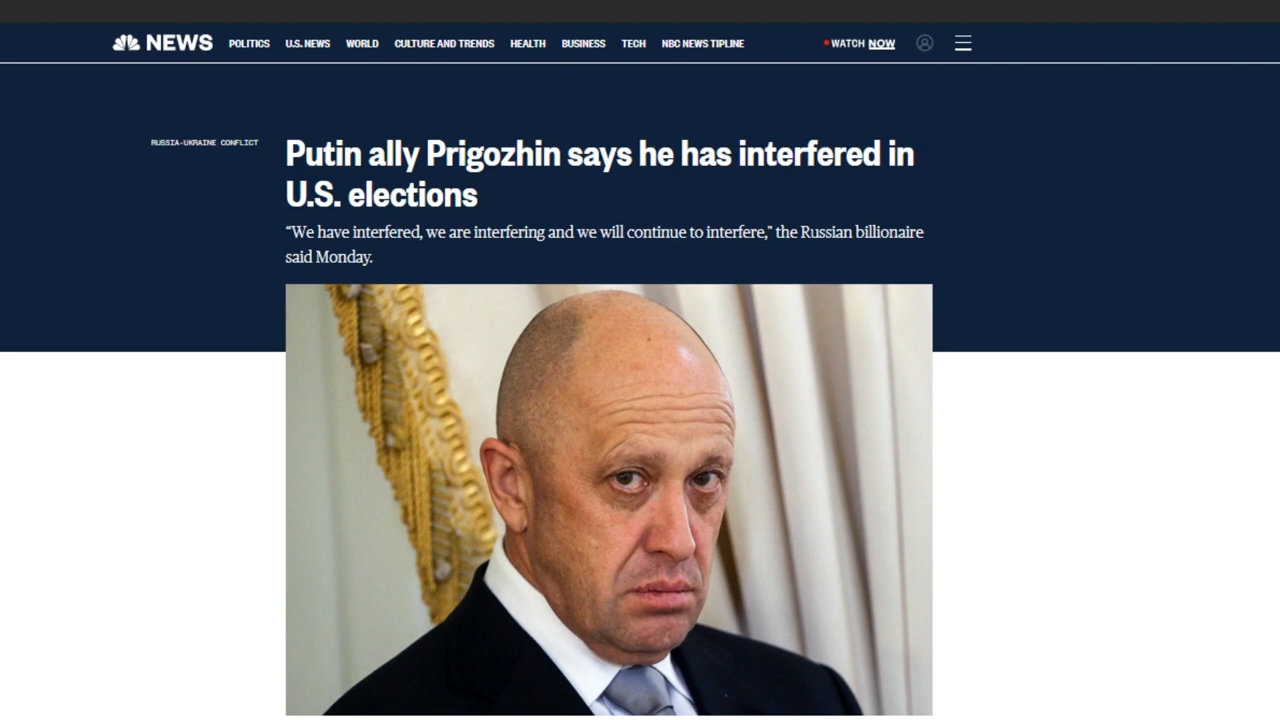 NEWS POLITICS U.S. NEWS WORLD CULTURE AND TRENDS HEALTH BUSINESS TECH NBC NEWS TIPLINE WATCH NOW
RUSSIA-UKRAINE CONFLICT
Putin ally Prigozhin says he has interfered in
U.S. elections
“We have interfered, we are interfering and we will continue to interfere,” the Russian billionaire
said Monday.